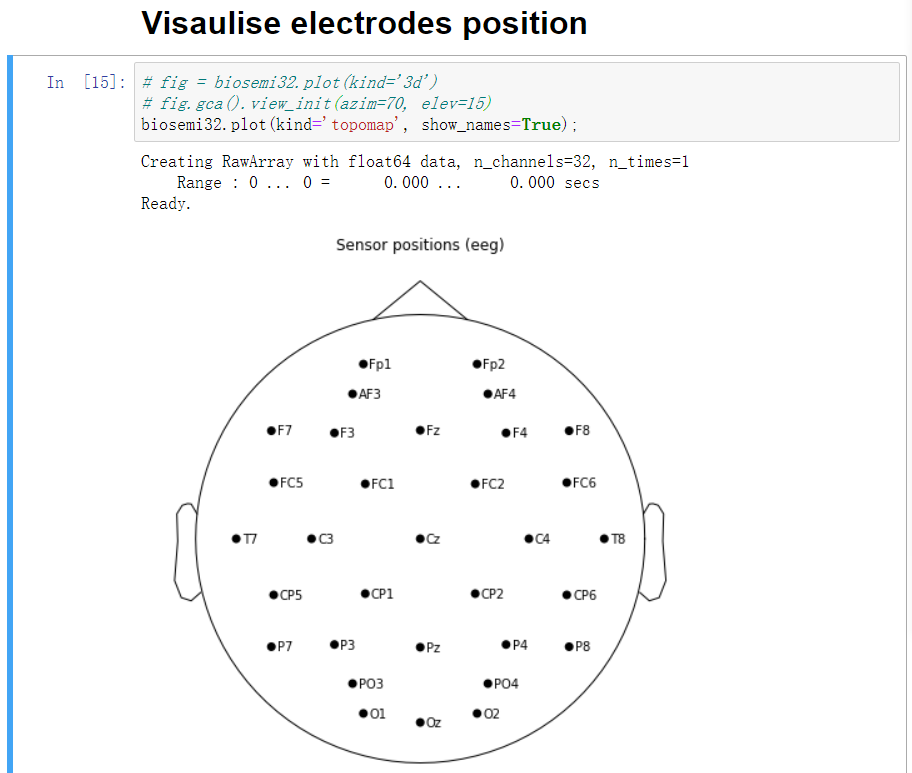 Visaulise electrodes position
In [15]: # fig = biosemi32.plot(kind='3d')
# fig.gca().view_init(azim=70, elev=15)
biosemi32.plot(kind='topomap', show_names=True);
Creating RawArray with float64 data, n_channels=32, n_times=1
Range : 0 ... 0 = 0.000 ... 0.000 secs
Ready.
Sensor positions (eeg)
Fp1 Fp2
AF3 AF4
F7 F3 Fz F4 F8
FC5 FC1 FC2 FC6
T7 C3 Cz C4 T8
CP5 CP1 CP2 CP6
P7 P3 Pz P4 P8
PO3 PO4
O1 Oz O2